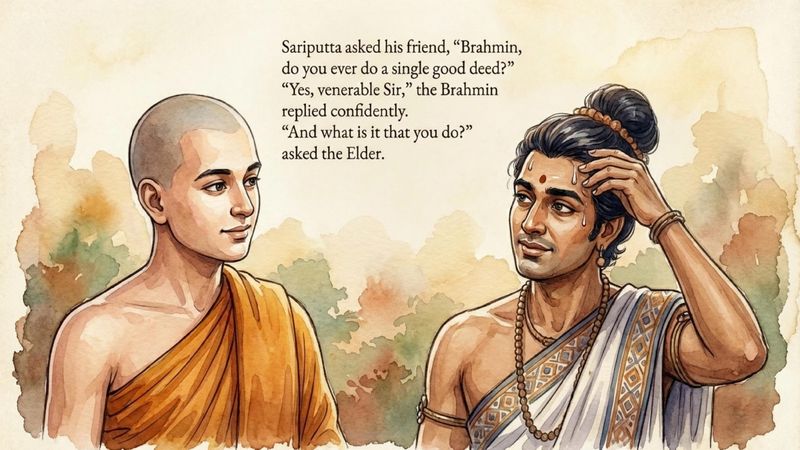 Sariputta asked his friend, “Brahmin,
do you ever do a single good deed?”
“Yes, venerable Sir,” the Brahmin
replied confidently.
“And what is it that you do?”
asked the Elder.